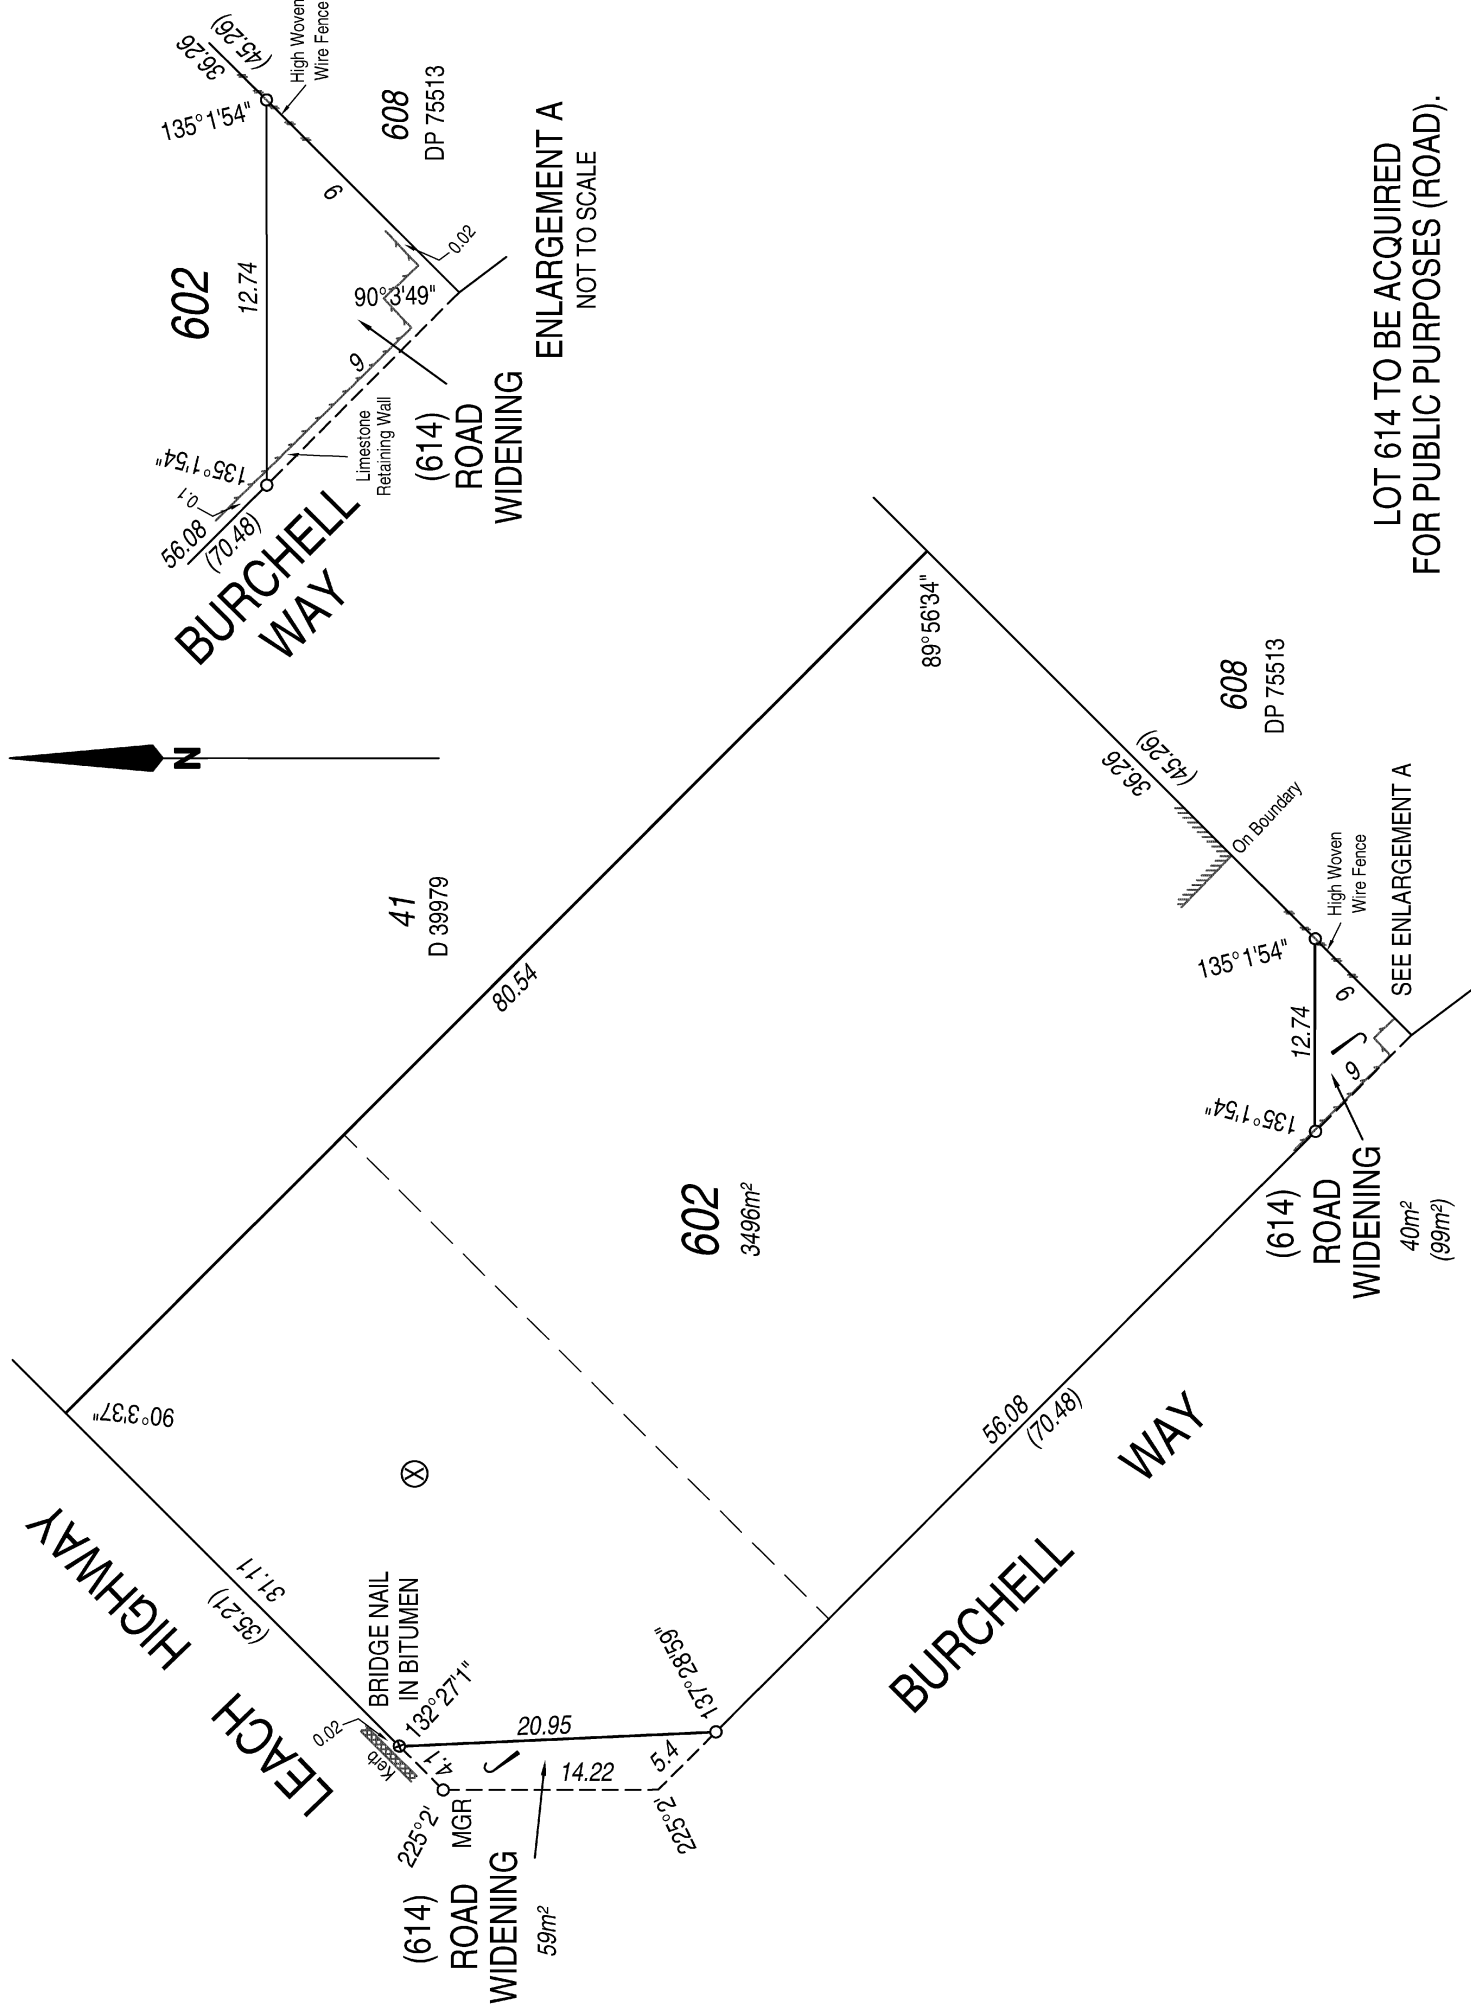 36.26
(45.26)
High Woven
Wire Fence
135°1'54"
602
12.74
9
608
DP 75513
0.02
90°3'49"
9
ENLARGEMENT A
NOT TO SCALE
135°1'54"
0.1
56.08
(70.48)
Limestone
Retaining Wall
(614)
ROAD
WIDENING
BURCHELL
WAY
N
41
D 39979
80.54
89°56'34"
608
DP 75513
36.26
(45.26)
On Boundary
High Woven
Wire Fence
SEE ENLARGEMENT A
135°1'54"
12.74
9
9
135°1'54"
(614)
ROAD
WIDENING
40m²
(99m²)
602
3496m²
56.08
(70.48)
BURCHELL WAY
90°3'37"
X
LEACH HIGHWAY
31.11
(35.21)
BRIDGE NAIL
IN BITUMEN
0.02
Kerb
132°27'1"
4.1
20.95
137°28'59"
14.22
5.4
225°2'
MGR
225°2'
(614)
ROAD
WIDENING
59m²
LOT 614 TO BE ACQUIRED
FOR PUBLIC PURPOSES (ROAD).